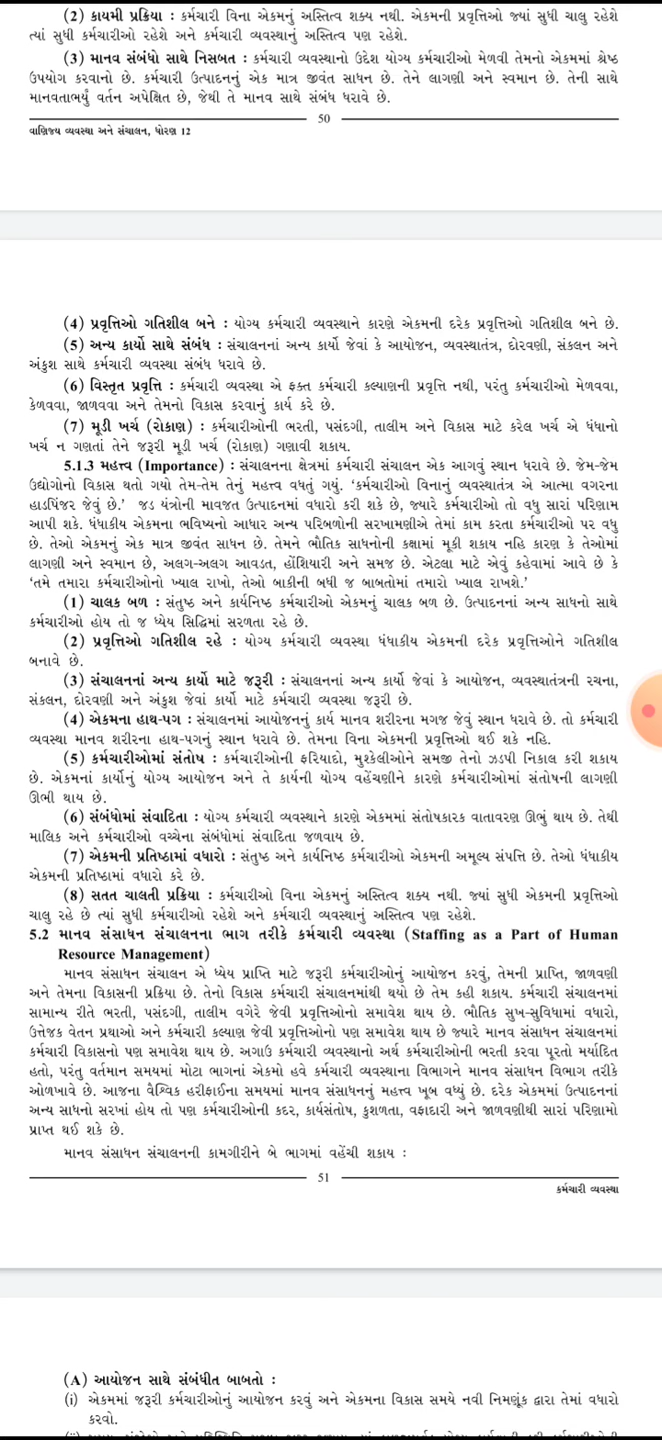 (2) કાયમી પ્રક્રિયા : કર્મચારી વિના એકમનું અસ્તિત્વ શક્ય નથી. એકમની પ્રવૃત્તિઓ જ્યાં સુધી ચાલુ રહેશે
ત્યાં સુધી કર્મચારીઓ રહેશે અને કર્મચારી વ્યવસ્થાનું અસ્તિત્વ પણ રહેશે.
(3) માનવ સંબંધો સાથે નિસબત : કર્મચારી વ્યવસ્થાનો ઉદેશ યોગ્ય કર્મચારીઓ મેળવી તેમનો એકમમાં શ્રેષ્ઠ
ઉપયોગ કરવાનો છે. કર્મચારી ઉત્પાદનનું એક માત્ર જીવંત સાધન છે. તેને લાગણી અને સ્વમાન છે. તેની સાથે
માનવતાભર્યું વર્તન અપેક્ષિત છે, જેથી તે માનવ સાથે સંબંધ ધરાવે છે.
50
વાણિજ્ય વ્યવસ્થા અને સંચાલન, ધોરણ 12
(4) પ્રવૃત્તિઓ ગતિશીલ બને : યોગ્ય કર્મચારી વ્યવસ્થાને કારણે એકમની દરેક પ્રવૃત્તિઓ ગતિશીલ બને છે.
(5) અન્ય કાર્યો સાથે સંબંધ : સંચાલનનાં અન્ય કાર્યો જેવાં કે આયોજન, વ્યવસ્થાતંત્ર, દોરવણી, સંકલન અને
અંકુશ સાથે કર્મચારી વ્યવસ્થા સંબંધ ધરાવે છે.
(6) વિસ્તૃત પ્રવૃત્તિ : કર્મચારી વ્યવસ્થા એ ફક્ત કર્મચારી કલ્યાણની પ્રવૃત્તિ નથી, પરંતુ કર્મચારીઓ મેળવવા,
કેળવવા, જાળવવા અને તેમનો વિકાસ કરવાનું કાર્ય કરે છે.
(7) મૂડી ખર્ચ (રોકાણ) : કર્મચારીઓની ભરતી, પસંદગી, તાલીમ અને વિકાસ માટે કરેલ ખર્ચ એ ધંધાનો
ખર્ચ ન ગણતાં તેને જરૂરી મૂડી ખર્ચ (રોકાણ) ગણાવી શકાય.
5.1.3 મહત્ત્વ (Importance) : સંચાલનના ક્ષેત્રમાં કર્મચારી સંચાલન એક આગવું સ્થાન ધરાવે છે. જેમ-જેમ
ઉદ્યોગોનો વિકાસ થતો ગયો તેમ-તેમ તેનું મહત્ત્વ વધતું ગયું. ‘કર્મચારીઓ વિનાનું વ્યવસ્થાતંત્ર એ આત્મા વગરના
હાડપિંજર જેવું છે.’ જડ યંત્રોની માવજત ઉત્પાદનમાં વધારો કરી શકે છે, જ્યારે કર્મચારીઓ તો વધુ સારાં પરિણામ
આપી શકે. ધંધાકીય એકમના ભવિષ્યનો આધાર અન્ય પરિબળોની સરખામણીએ તેમાં કામ કરતા કર્મચારીઓ પર વધુ
છે. તેઓ એકમનું એક માત્ર જીવંત સાધન છે. તેમને ભૌતિક સાધનોની કક્ષામાં મૂકી શકાય નહિ કારણ કે તેઓમાં
લાગણી અને સ્વમાન છે, અલગ-અલગ આવડત, હોંશિયારી અને સમજ છે. એટલા માટે એવું કહેવામાં આવે છે કે
‘તમે તમારા કર્મચારીઓનો ખ્યાલ રાખો, તેઓ બાકીની બધી જ બાબતોમાં તમારો ખ્યાલ રાખશે.’
(1) ચાલક બળ : સંતુષ્ઠ અને કાર્યનિષ્ઠ કર્મચારીઓ એકમનું ચાલક બળ છે. ઉત્પાદનનાં અન્ય સાધનો સાથે
કર્મચારીઓ હોય તો જ ધ્યેય સિદ્ધિમાં સરળતા રહે છે.
(2) પ્રવૃત્તિઓ ગતિશીલ રહે : યોગ્ય કર્મચારી વ્યવસ્થા ધંધાકીય એકમની દરેક પ્રવૃત્તિઓને ગતિશીલ
બનાવે છે.
(3) સંચાલનનાં અન્ય કાર્યો માટે જરૂરી : સંચાલનનાં અન્ય કાર્યો જેવાં કે આયોજન, વ્યવસ્થાતંત્રની રચના,
સંકલન, દોરવણી અને અંકુશ જેવાં કાર્યો માટે કર્મચારી વ્યવસ્થા જરૂરી છે.
(4) એકમના હાથ-પગ : સંચાલનમાં આયોજનનું કાર્ય માનવ શરીરના મગજ જેવું સ્થાન ધરાવે છે. તો કર્મચારી
વ્યવસ્થા માનવ શરીરના હાથ-પગનું સ્થાન ધરાવે છે. તેમના વિના એકમની પ્રવૃત્તિઓ થઈ શકે નહિ.
(5) કર્મચારીઓમાં સંતોષ : કર્મચારીઓની ફરિયાદો, મુશ્કેલીઓને સમજી તેનો ઝડપી નિકાલ કરી શકાય
છે. એકમનાં કાર્યોનું યોગ્ય આયોજન અને તે કાર્યની યોગ્ય વહેંચણીને કારણે કર્મચારીઓમાં સંતોષની લાગણી
ઊભી થાય છે.
(6) સંબંધોમાં સંવાદિતા : યોગ્ય કર્મચારી વ્યવસ્થાને કારણે એકમમાં સંતોષકારક વાતાવરણ ઊભું થાય છે. તેથી
માલિક અને કર્મચારીઓ વચ્ચેના સંબંધોમાં સંવાદિતા જળવાય છે.
(7) એકમની પ્રતિષ્ઠામાં વધારો : સંતુષ્ઠ અને કાર્યનિષ્ઠ કર્મચારીઓ એકમની અમૂલ્ય સંપત્તિ છે. તેઓ ધંધાકીય
એકમની પ્રતિષ્ઠામાં વધારો કરે છે.
(8) સતત ચાલતી પ્રક્રિયા : કર્મચારીઓ વિના એકમનું અસ્તિત્વ શક્ય નથી. જ્યાં સુધી એકમની પ્રવૃત્તિઓ
ચાલુ રહે છે ત્યાં સુધી કર્મચારીઓ રહેશે અને કર્મચારી વ્યવસ્થાનું અસ્તિત્વ પણ રહેશે.
5.2 માનવ સંસાધન સંચાલનના ભાગ તરીકે કર્મચારી વ્યવસ્થા (Staffing as a Part of Human
Resource Management)
માનવ સંસાધન સંચાલન એ ધ્યેય પ્રાપ્તિ માટે જરૂરી કર્મચારીઓનું આયોજન કરવું, તેમની પ્રાપ્તિ, જાળવણી
અને તેમના વિકાસની પ્રક્રિયા છે. તેનો વિકાસ કર્મચારી સંચાલનમાંથી થયો છે તેમ કહી શકાય. કર્મચારી સંચાલનમાં
સામાન્ય રીતે ભરતી, પસંદગી, તાલીમ વગેરે જેવી પ્રવૃત્તિઓનો સમાવેશ થાય છે. ભૌતિક સુખ-સુવિધામાં વધારો,
ઉત્તેજક વેતન પ્રથાઓ અને કર્મચારી કલ્યાણ જેવી પ્રવૃત્તિઓનો પણ સમાવેશ થાય છે જ્યારે માનવ સંસાધન સંચાલનમાં
કર્મચારી વિકાસનો પણ સમાવેશ થાય છે. અગાઉ કર્મચારી વ્યવસ્થાનો અર્થ કર્મચારીઓની ભરતી કરવા પૂરતો મર્યાદિત
હતો, પરંતુ વર્તમાન સમયમાં મોટા ભાગનાં એકમો હવે કર્મચારી વ્યવસ્થાના વિભાગને માનવ સંસાધન વિભાગ તરીકે
ઓળખાવે છે. આજના વૈશ્વિક હરીફાઈના સમયમાં માનવ સંસાધનનું મહત્ત્વ ખૂબ વધ્યું છે. દરેક એકમમાં ઉત્પાદનનાં
અન્ય સાધનો સરખાં હોય તો પણ કર્મચારીઓની કદર, કાર્યસંતોષ, કુશળતા, વફાદારી અને જાળવણીથી સારાં પરિણામો
પ્રાપ્ત થઈ શકે છે.
માનવ સંસાધન સંચાલનની કામગીરીને બે ભાગમાં વહેંચી શકાય :
51
કર્મચારી વ્યવસ્થા
(A) આયોજન સાથે સંબંધીત બાબતો :
(i) એકમમાં જરૂરી કર્મચારીઓનું આયોજન કરવું અને એકમના વિકાસ સમયે નવી નિમણૂંક દ્વારા તેમાં વધારો
કરવો.